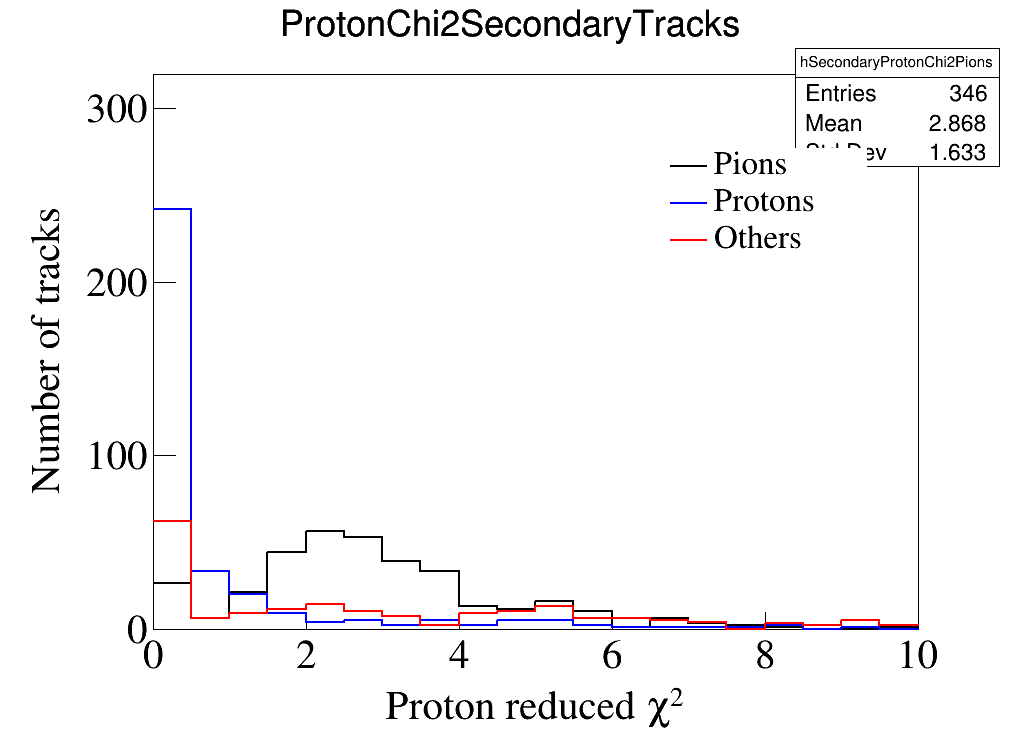 ProtonChi2SecondaryTracks
hSecondaryProtonChi2Pions
Entries 346
Mean 2.868
Dev 1.633
Pions
Protons
Others
Number of tracks
300
200
100
0
0 2 4 6 8 10
Proton reduced χ²